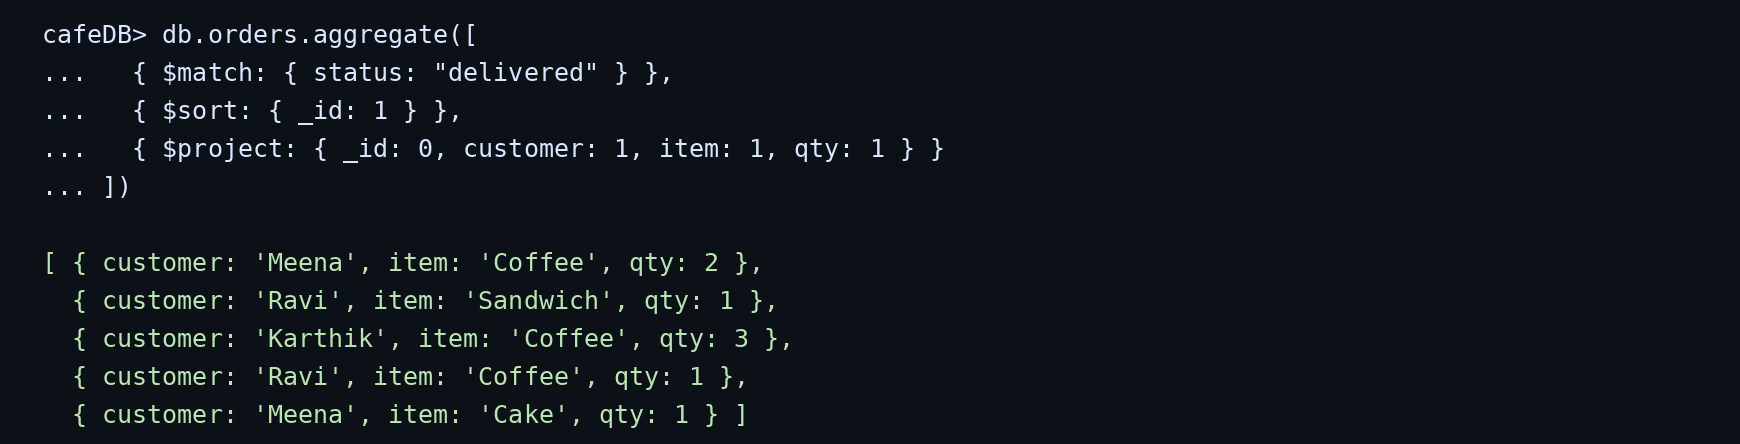 cafeDB> db.orders.aggregate([
...   { $match: { status: "delivered" } },
...   { $sort: { _id: 1 } },
...   { $project: { _id: 0, customer: 1, item: 1, qty: 1 } }
... ])
[ { customer: 'Meena', item: 'Coffee', qty: 2 },
  { customer: 'Ravi', item: 'Sandwich', qty: 1 },
  { customer: 'Karthik', item: 'Coffee', qty: 3 },
  { customer: 'Ravi', item: 'Coffee', qty: 1 },
  { customer: 'Meena', item: 'Cake', qty: 1 } ]